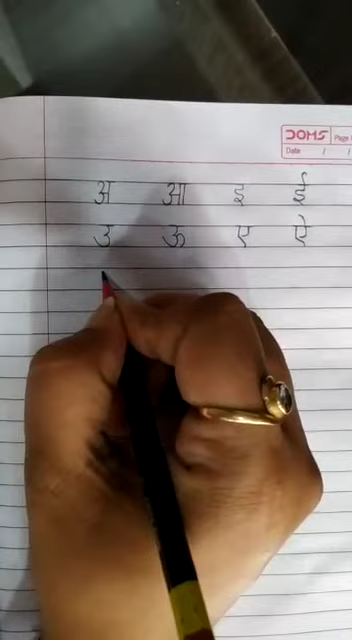 DOMS Page
Date / /
अ आ इ ई
उ ऊ ए ऐ